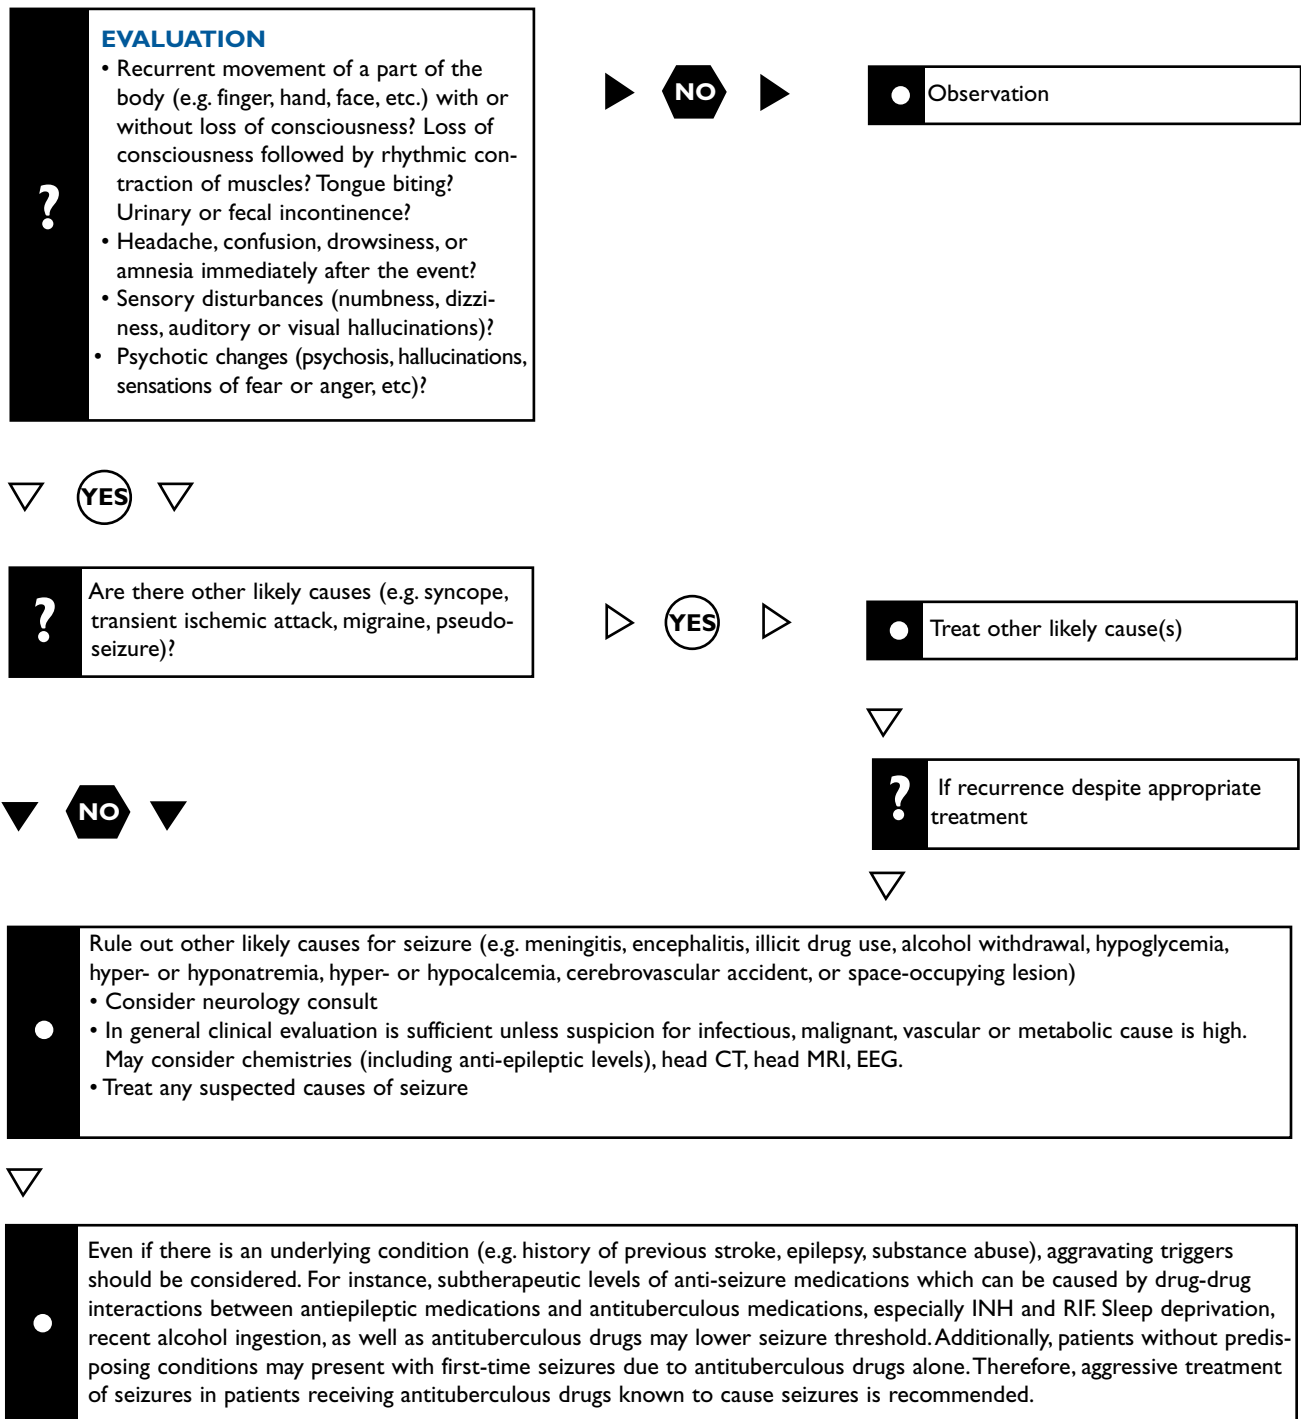 EVALUATION
• Recurrent movement of a part of the
body (e.g. finger, hand, face, etc.) with or
without loss of consciousness? Loss of
consciousness followed by rhythmic con-
traction of muscles? Tongue biting?
Urinary or fecal incontinence?
• Headache, confusion, drowsiness, or
amnesia immediately after the event?
• Sensory disturbances (numbness, dizzi-
ness, auditory or visual hallucinations)?
• Psychotic changes (psychosis, hallucinations,
sensations of fear or anger, etc)?
?
NO
Observation
YES
?
Are there other likely causes (e.g. syncope,
transient ischemic attack, migraine, pseudo-
seizure)?
YES
Treat other likely cause(s)
?
If recurrence despite appropriate
treatment
NO
Rule out other likely causes for seizure (e.g. meningitis, encephalitis, illicit drug use, alcohol withdrawal, hypoglycemia,
hyper- or hyponatremia, hyper- or hypocalcemia, cerebrovascular accident, or space-occupying lesion)
• Consider neurology consult
• In general clinical evaluation is sufficient unless suspicion for infectious, malignant, vascular or metabolic cause is high.
May consider chemistries (including anti-epileptic levels), head CT, head MRI, EEG.
• Treat any suspected causes of seizure
Even if there is an underlying condition (e.g. history of previous stroke, epilepsy, substance abuse), aggravating triggers
should be considered. For instance, subtherapeutic levels of anti-seizure medications which can be caused by drug-drug
interactions between antiepileptic medications and antituberculous medications, especially INH and RIF. Sleep deprivation,
recent alcohol ingestion, as well as antituberculous drugs may lower seizure threshold. Additionally, patients without predis-
posing conditions may present with first-time seizures due to antituberculous drugs alone. Therefore, aggressive treatment
of seizures in patients receiving antituberculous drugs known to cause seizures is recommended.